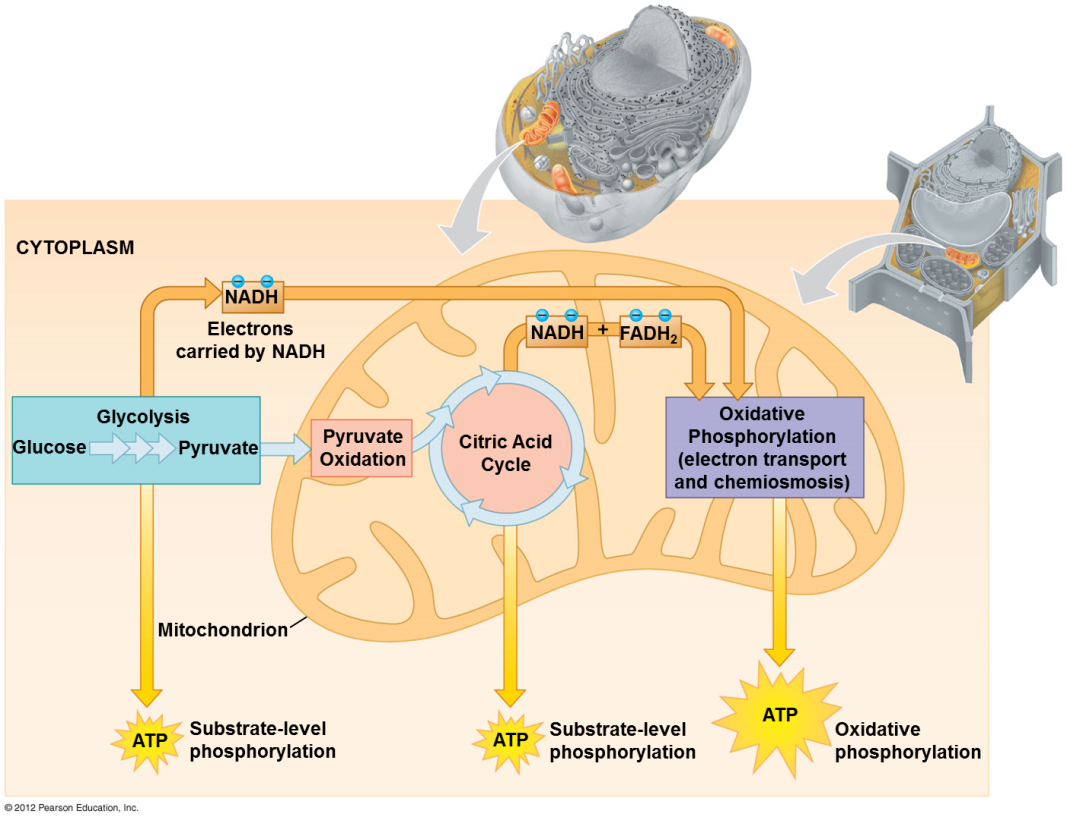 CYTOPLASM
NADH
Electrons
carried by NADH
NADH
+
FADH₂
Glycolysis
Glucose
Pyruvate
Pyruvate
Oxidation
Citric Acid
Cycle
Oxidative
Phosphorylation
(electron transport
and chemiosmosis)
Mitochondrion
ATP
Substrate-level
phosphorylation
ATP
Substrate-level
phosphorylation
ATP
Oxidative
phosphorylation
© 2012 Pearson Education, Inc.